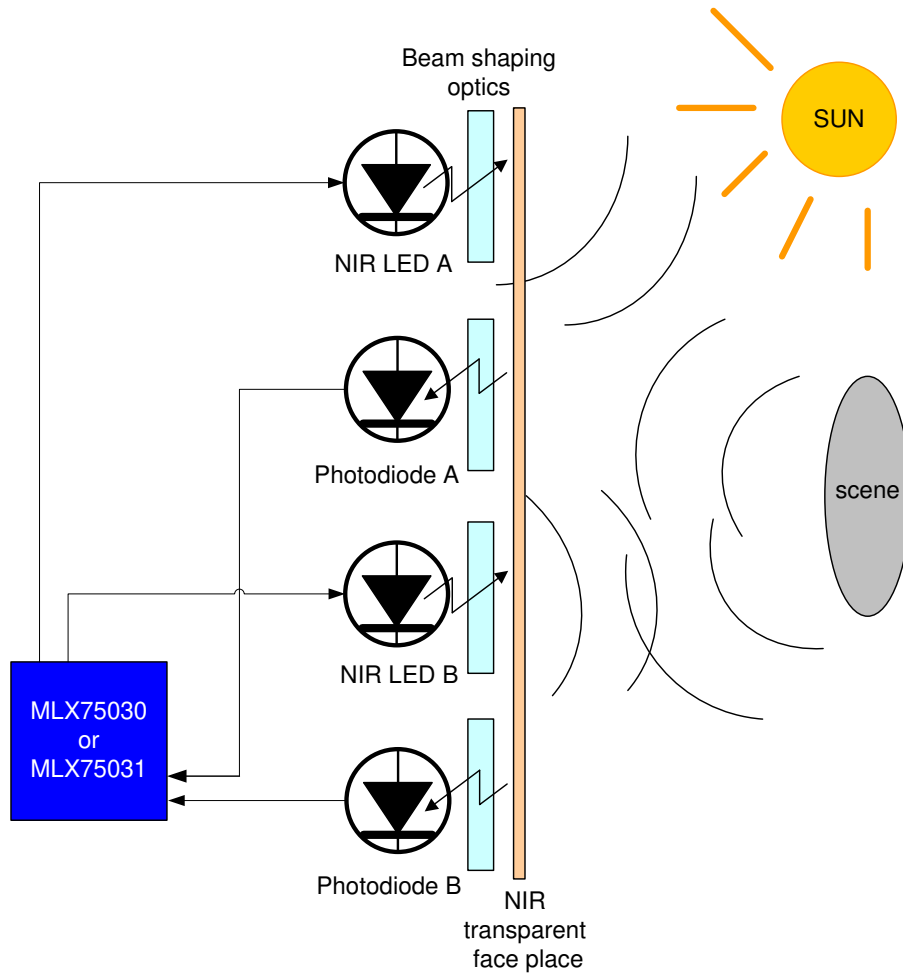 Beam shaping
optics
SUN
NIR LED A
Photodiode A
scene
NIR LED B
MLX75030
or
MLX75031
Photodiode B
NIR
transparent
face place